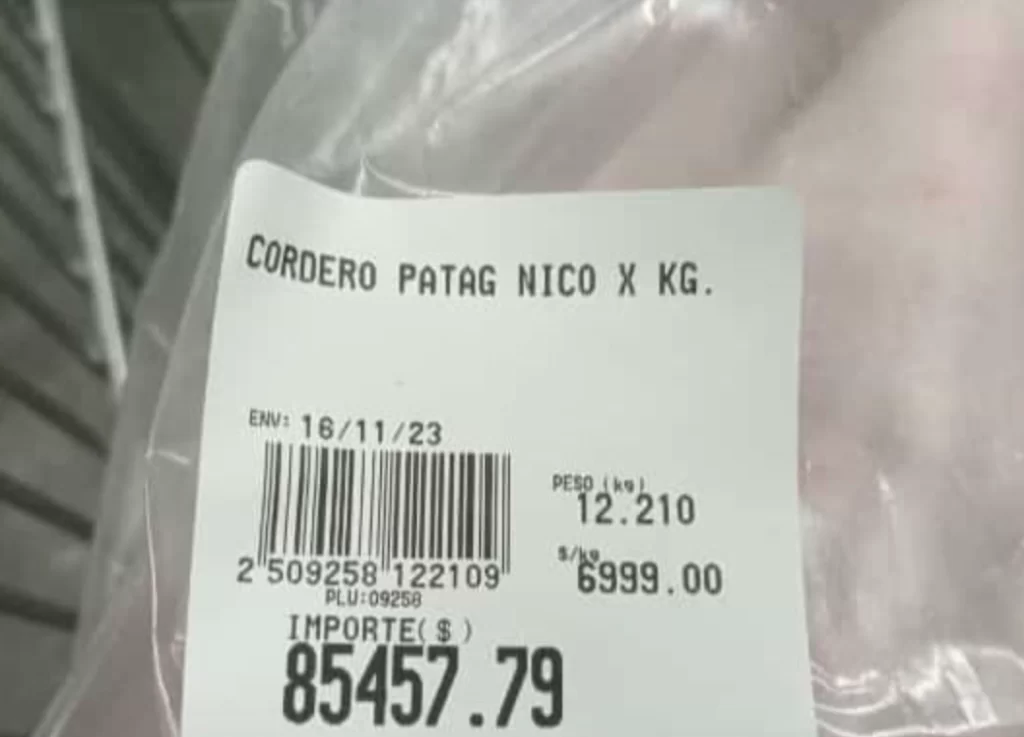 CORDERO PATAG NICO X KG.
ENV: 16/11/23
PESO (kg)
12.210
$/kg
6999.00
2 509258 122109
PLU:09258
IMPORTE($)
85457.79